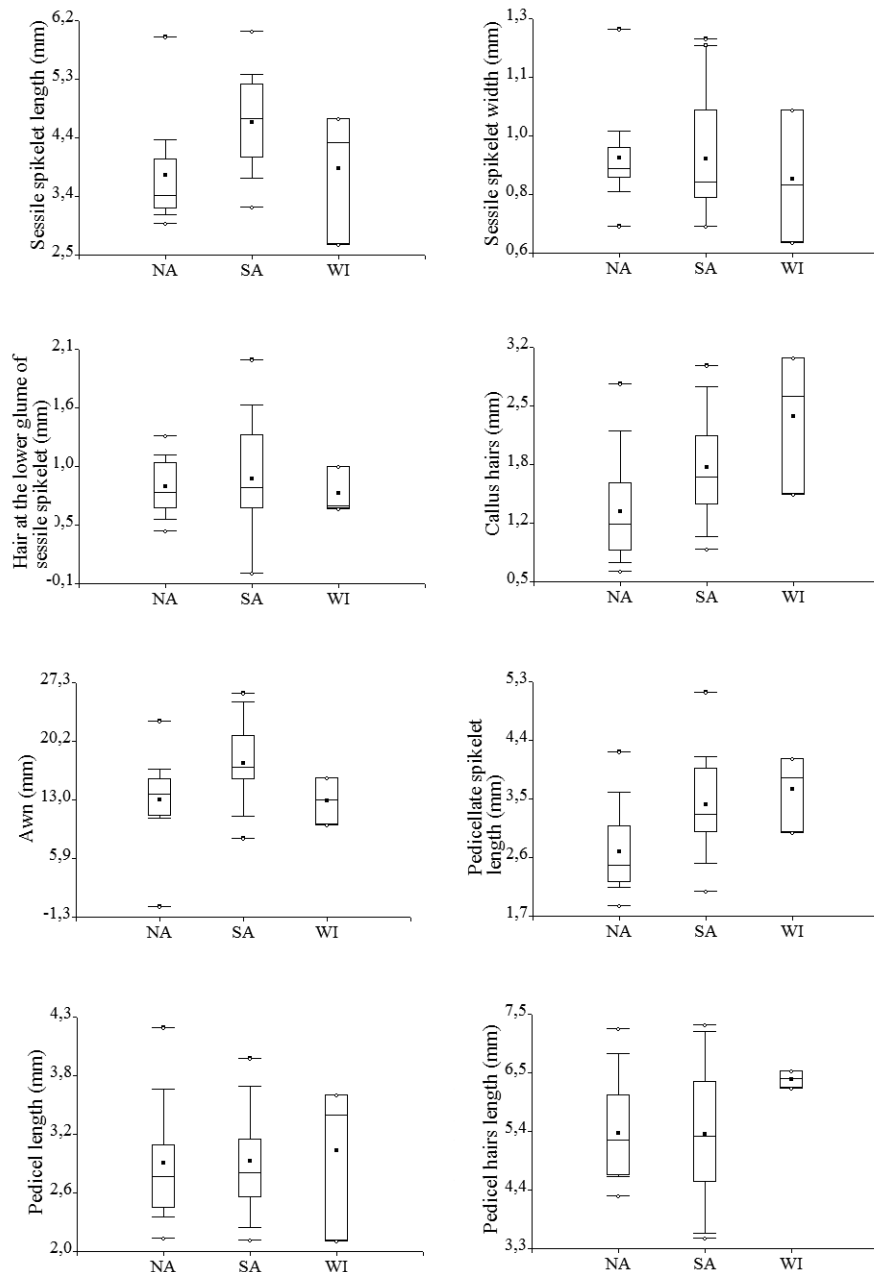 Sessile spikelet length (mm)
6,2
5,3
4,4
3,4
2,5
NA SA WI
Sessile spikelet width (mm)
1,3
1,1
1,0
0,8
0,6
NA SA WI
Hair at the lower glume of
sessile spikelet (mm)
2,1
1,6
1,0
0,5
-0,1
NA SA WI
Callus hairs (mm)
3,2
2,5
1,8
1,2
0,5
NA SA WI
Awn (mm)
27,3
20,2
13,0
5,9
-1,3
NA SA WI
Pedicellate spikelet
length (mm)
5,3
4,4
3,5
2,6
1,7
NA SA WI
Pedicel length (mm)
4,3
3,8
3,2
2,6
2,0
NA SA WI
Pedicel hairs length (mm)
7,5
6,5
5,4
4,4
3,3
NA SA WI